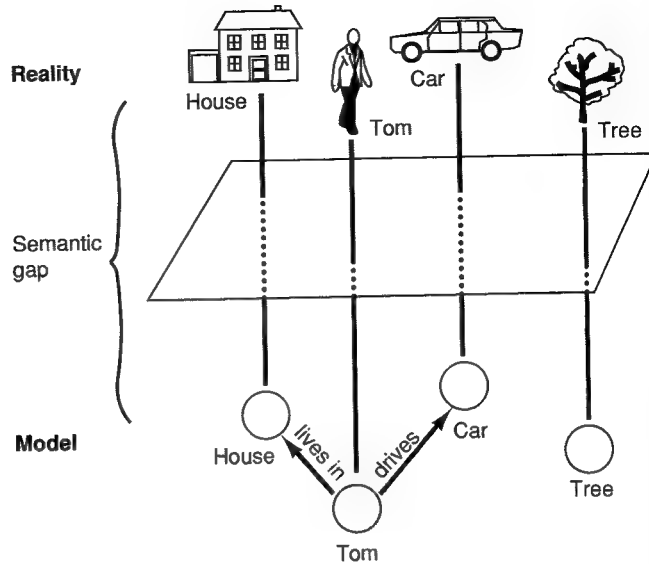 Reality
House
Tom
Car
Tree
Semantic
gap
Model
House
lives in
drives
Car
Tree
Tom